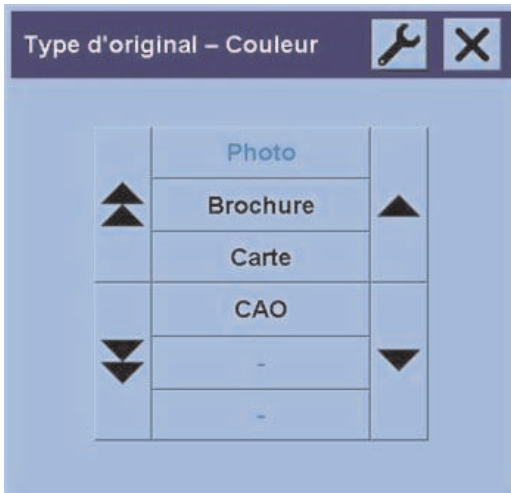 Type d'original – Couleur
Photo
Brochure
Carte
CAO
-
-